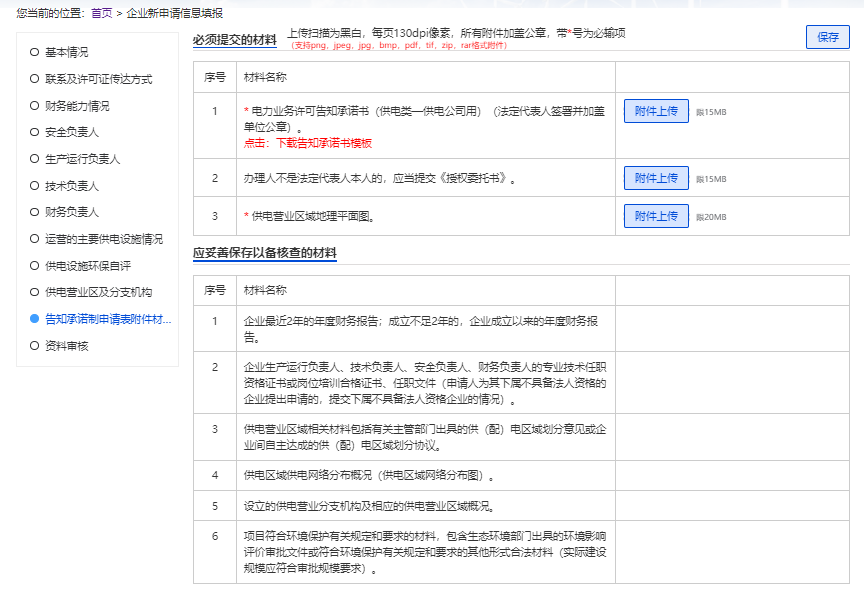 您当前的位置：首页 > 企业新申请信息填报
基本情况
联系及许可证传达方式
财务能力情况
安全负责人
生产运行负责人
技术负责人
财务负责人
运营的主要供电设施情况
供电设施环保自评
供电营业区及分支机构
告知承诺制申请表附件材...
资料审核
必须提交的材料
上传扫描为黑白，每页130dpi像素，所有附件加盖公章，带*号为必输项
（支持png，jpeg，jpg，bmp，pdf，tif，zip，rar格式附件）
保存
序号 材料名称
1 * 电力业务许可告知承诺书（供电类—供电公司用）（法定代表人签署并加盖
单位公章）。
点击：下载告知承诺书模板
附件上传 限15MB
2 办理人不是法定代表人本人的，应当提交《授权委托书》。 附件上传 限15MB
3 * 供电营业区域地理平面图。 附件上传 限20MB
应妥善保存以备核查的材料
序号 材料名称
1 企业最近2年的年度财务报告；成立不足2年的，企业成立以来的年度财务报
告。
2 企业生产运行负责人、技术负责人、安全负责人、财务负责人的专业技术任职
资格证书或岗位培训合格证书、任职文件（申请人为其下属不具备法人资格的
企业提出申请的，提交下属不具备法人资格企业的情况）。
3 供电营业区域相关材料包括有关主管部门出具的供（配）电区域划分意见或企
业间自主达成的供（配）电区域划分协议。
4 供电区域供电网络分布概况（供电区域网络分布图）。
5 设立的供电营业分支机构及相应的供电营业区域概况。
6 项目符合环境保护有关规定和要求的材料，包含生态环境部门出具的环境影响
评价审批文件或符合环境保护有关规定和要求的其他形式合法材料（实际建设
规模应符合审批规模要求）。